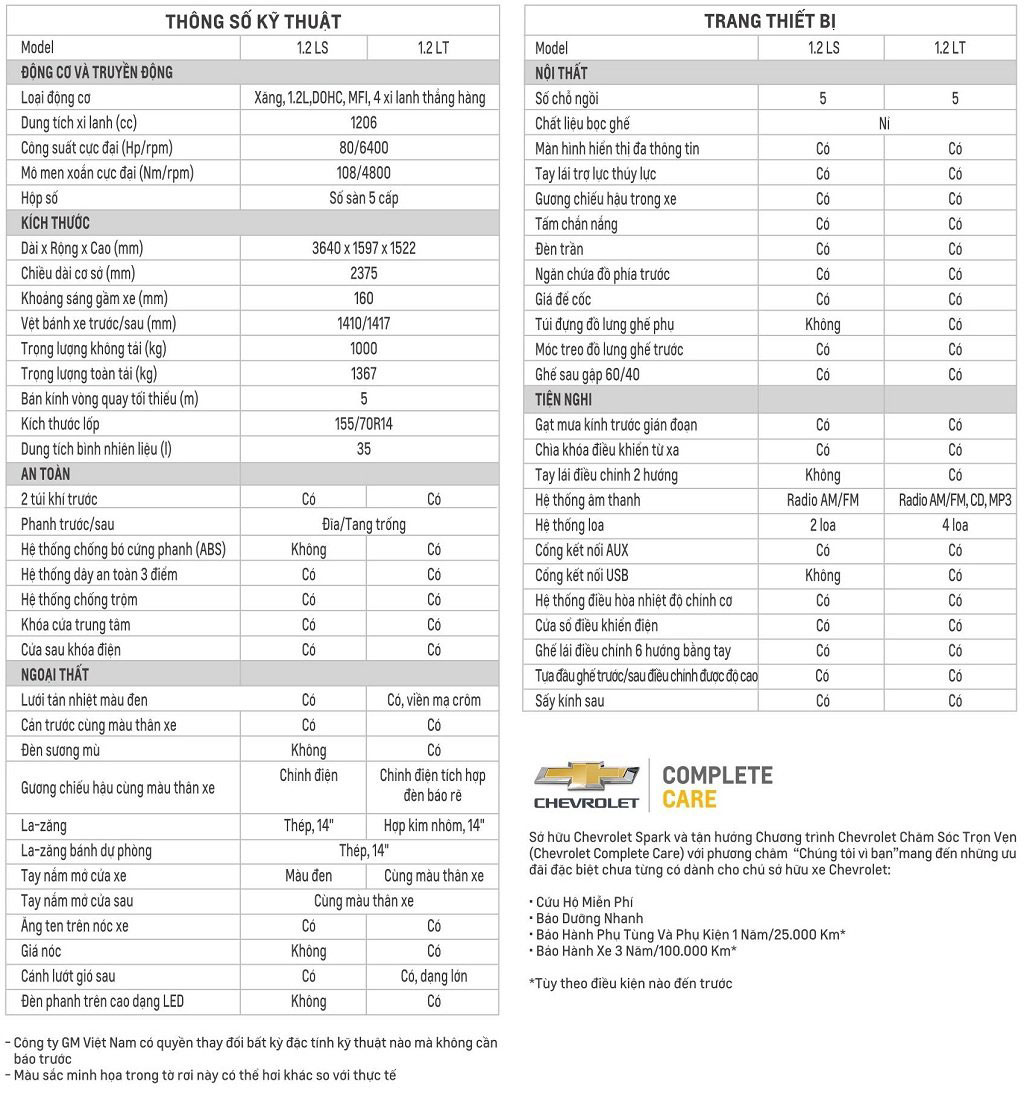 THÔNG SỐ KỸ THUẬT
Model 1.2 LS 1.2 LT
ĐỘNG CƠ VÀ TRUYỀN ĐỘNG
Loại động cơ Xăng, 1.2L,DOHC, MFI, 4 xi lanh thẳng hàng
Dung tích xi lanh (cc) 1206
Công suất cực đại (Hp/rpm) 80/6400
Mô men xoắn cực đại (Nm/rpm) 108/4800
Hộp số Số sàn 5 cấp
KÍCH THƯỚC
Dài x Rộng x Cao (mm) 3640 x 1597 x 1522
Chiều dài cơ sở (mm) 2375
Khoảng sáng gầm xe (mm) 160
Vệt bánh xe trước/sau (mm) 1410/1417
Trọng lượng không tải (kg) 1000
Trọng lượng toàn tải (kg) 1367
Bán kính vòng quay tối thiểu (m) 5
Kích thước lốp 155/70R14
Dung tích bình nhiên liệu (l) 35
AN TOÀN
2 túi khí trước Có Có
Phanh trước/sau Đĩa/Tang trống
Hệ thống chống bó cứng phanh (ABS) Không Có
Hệ thống dây an toàn 3 điểm Có Có
Hệ thống chống trộm Có Có
Khóa cửa trung tâm Có Có
Cửa sau khóa điện Có Có
NGOẠI THẤT
Lưới tản nhiệt màu đen Có Có, viền mạ crôm
Cản trước cùng màu thân xe Có Có
Đèn sương mù Không Có
Gương chiếu hậu cùng màu thân xe Chỉnh điện Chỉnh điện tích hợp
đèn báo rẽ
La-zăng Thép, 14" Hợp kim nhôm, 14"
La-zăng bánh dự phòng Thép, 14"
Tay nắm mở cửa xe Màu đen Cùng màu thân xe
Tay nắm mở cửa sau Cùng màu thân xe
Ăng ten trên nóc xe Có Có
Giá nóc Không Có
Cánh lướt gió sau Có Có, dạng lớn
Đèn phanh trên cao dạng LED Không Có
- Công ty GM Việt Nam có quyền thay đổi bất kỳ đặc tính kỹ thuật nào mà không cần
báo trước
- Màu sắc minh họa trong tờ rơi này có thể hơi khác so với thực tế
TRANG THIẾT BỊ
Model 1.2 LS 1.2 LT
NỘI THẤT
Số chỗ ngồi 5 5
Chất liệu bọc ghế Nỉ
Màn hình hiển thị đa thông tin Có Có
Tay lái trợ lực thủy lực Có Có
Gương chiếu hậu trong xe Có Có
Tấm chắn nắng Có Có
Đèn trần Có Có
Ngăn chứa đồ phía trước Có Có
Giá để cốc Có Có
Túi đựng đồ lưng ghế phụ Không Có
Móc treo đồ lưng ghế trước Có Có
Ghế sau gập 60/40 Có Có
TIỆN NGHI
Gạt mưa kính trước gián đoạn Có Có
Chìa khóa điều khiển từ xa Có Có
Tay lái điều chỉnh 2 hướng Không Có
Hệ thống âm thanh Radio AM/FM Radio AM/FM, CD, MP3
Hệ thống loa 2 loa 4 loa
Cổng kết nối AUX Có Có
Cổng kết nối USB Không Có
Hệ thống điều hòa nhiệt độ chỉnh cơ Có Có
Cửa sổ điều khiển điện Có Có
Ghế lái điều chỉnh 6 hướng bằng tay Có Có
Tựa đầu ghế trước/sau điều chỉnh được độ cao Có Có
Sấy kính sau Có Có
CHEVROLET
COMPLETE
CARE
Sở hữu Chevrolet Spark và tận hưởng Chương trình Chevrolet Chăm Sóc Trọn Vẹn
(Chevrolet Complete Care) với phương châm “Chúng tôi vì bạn”mang đến những ưu
đãi đặc biệt chưa từng có dành cho chủ sở hữu xe Chevrolet:
• Cứu Hộ Miễn Phí
• Bảo Dưỡng Nhanh
• Bảo Hành Phụ Tùng Và Phụ Kiện 1 Năm/25.000 Km*
• Bảo Hành Xe 3 Năm/100.000 Km*
*Tùy theo điều kiện nào đến trước